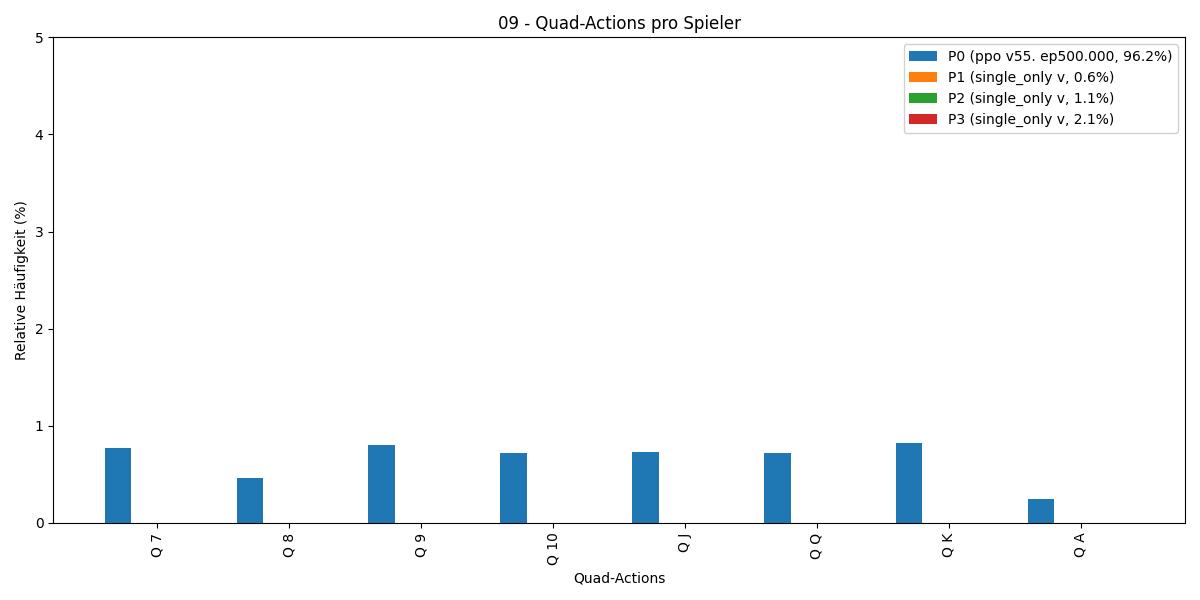 09 - Quad-Actions pro Spieler
P0 (ppo v55. ep500.000, 96.2%)
P1 (single_only v, 0.6%)
P2 (single_only v, 1.1%)
P3 (single_only v, 2.1%)
Relative Häufigkeit (%)
5
4
3
2
1
0
Q 7
Q 8
Q 9
Q 10
Q J
Q Q
Q K
Q A
Quad-Actions